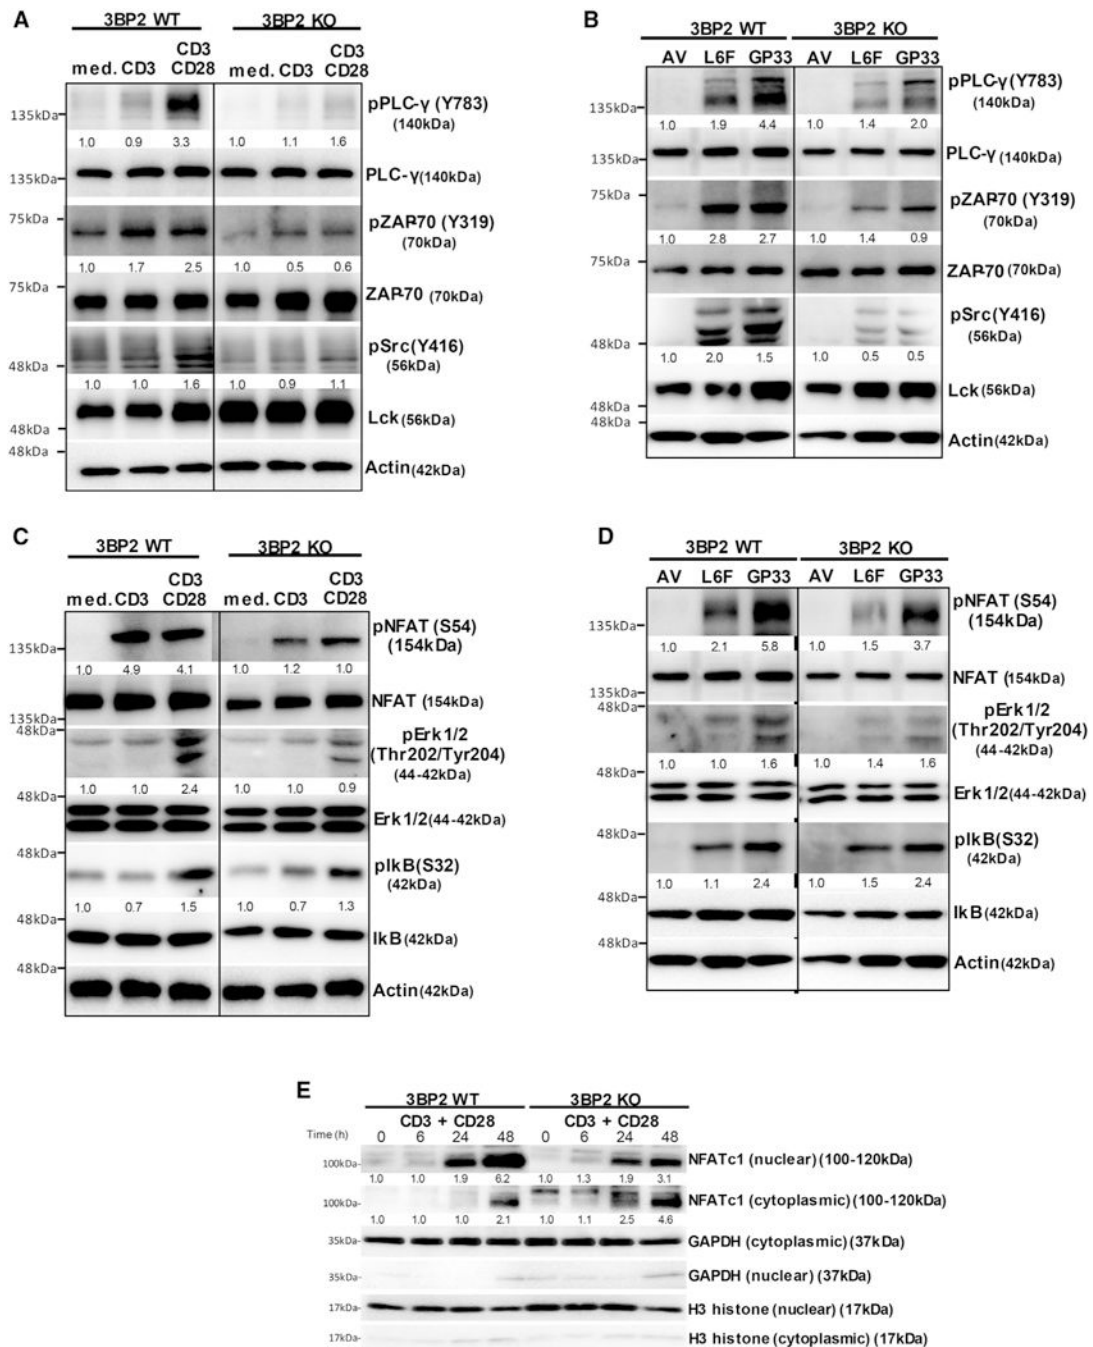 A
3BP2 WT 3BP2 KO
med. CD3 CD3 CD28 med. CD3 CD3 CD28
135kDa pPLC-γ (Y783) (140kDa)
1.0 0.9 3.3 1.0 1.1 1.6
135kDa PLC-γ (140kDa)
75kDa pZAP-70 (Y319) (70kDa)
1.0 1.7 2.5 1.0 0.5 0.6
75kDa ZAP-70 (70kDa)
pSrc(Y416)
48kDa (56kDa)
1.0 1.0 1.6 1.0 0.9 1.1
Lck(56kDa)
48kDa
48kDa
Actin(42kDa)
B
3BP2 WT 3BP2 KO
AV L6F GP33 AV L6F GP33
pPLC-γ (Y783)
135kDa (140kDa)
1.0 1.9 4.4 1.0 1.4 2.0
135kDa PLC-γ (140kDa)
75kDa pZAP-70 (Y319)
(70kDa)
1.0 2.8 2.7 1.0 1.4 0.9
75kDa ZAP-70 (70kDa)
pSrc(Y416)
48kDa (56kDa)
1.0 2.0 1.5 1.0 0.5 0.5
Lck(56kDa)
48kDa
48kDa
Actin(42kDa)
C
3BP2 WT 3BP2 KO
med. CD3 CD3 CD28 med. CD3 CD3 CD28
pNFAT (S54)
135kDa (154kDa)
1.0 4.9 4.1 1.0 1.2 1.0
NFAT (154kDa)
135kDa
48kDa pErk1/2
(Thr202/Tyr204)
(44-42kDa)
1.0 1.0 2.4 1.0 1.0 0.9
48kDa
Erk1/2(44-42kDa)
48kDa pIkB(S32)
(42kDa)
1.0 0.7 1.5 1.0 0.7 1.3
48kDa
IkB(42kDa)
48kDa
Actin(42kDa)
D
3BP2 WT 3BP2 KO
AV L6F GP33 AV L6F GP33
pNFAT (S54)
135kDa (154kDa)
1.0 2.1 5.8 1.0 1.5 3.7
NFAT (154kDa)
135kDa
48kDa pErk1/2
(Thr202/Tyr204)
(44-42kDa)
1.0 1.0 1.6 1.0 1.4 1.6
48kDa
Erk1/2(44-42kDa)
48kDa pIkB(S32)
(42kDa)
1.0 1.1 2.4 1.0 1.5 2.4
48kDa
IkB(42kDa)
48kDa
Actin(42kDa)
E
3BP2 WT 3BP2 KO
CD3 + CD28 CD3 + CD28
Time (h) 0 6 24 48 0 6 24 48
100kDa- NFATc1 (nuclear) (100-120kDa)
1.0 1.0 1.9 6.2 1.0 1.3 1.9 3.1
100kDa- NFATc1 (cytoplasmic) (100-120kDa)
1.0 1.0 1.0 2.1 1.0 1.1 2.5 4.6
35kDa- GAPDH (cytoplasmic) (37kDa)
35kDa- GAPDH (nuclear) (37kDa)
17kDa- H3 histone (nuclear) (17kDa)
17kDa- H3 histone (cytoplasmic) (17kDa)